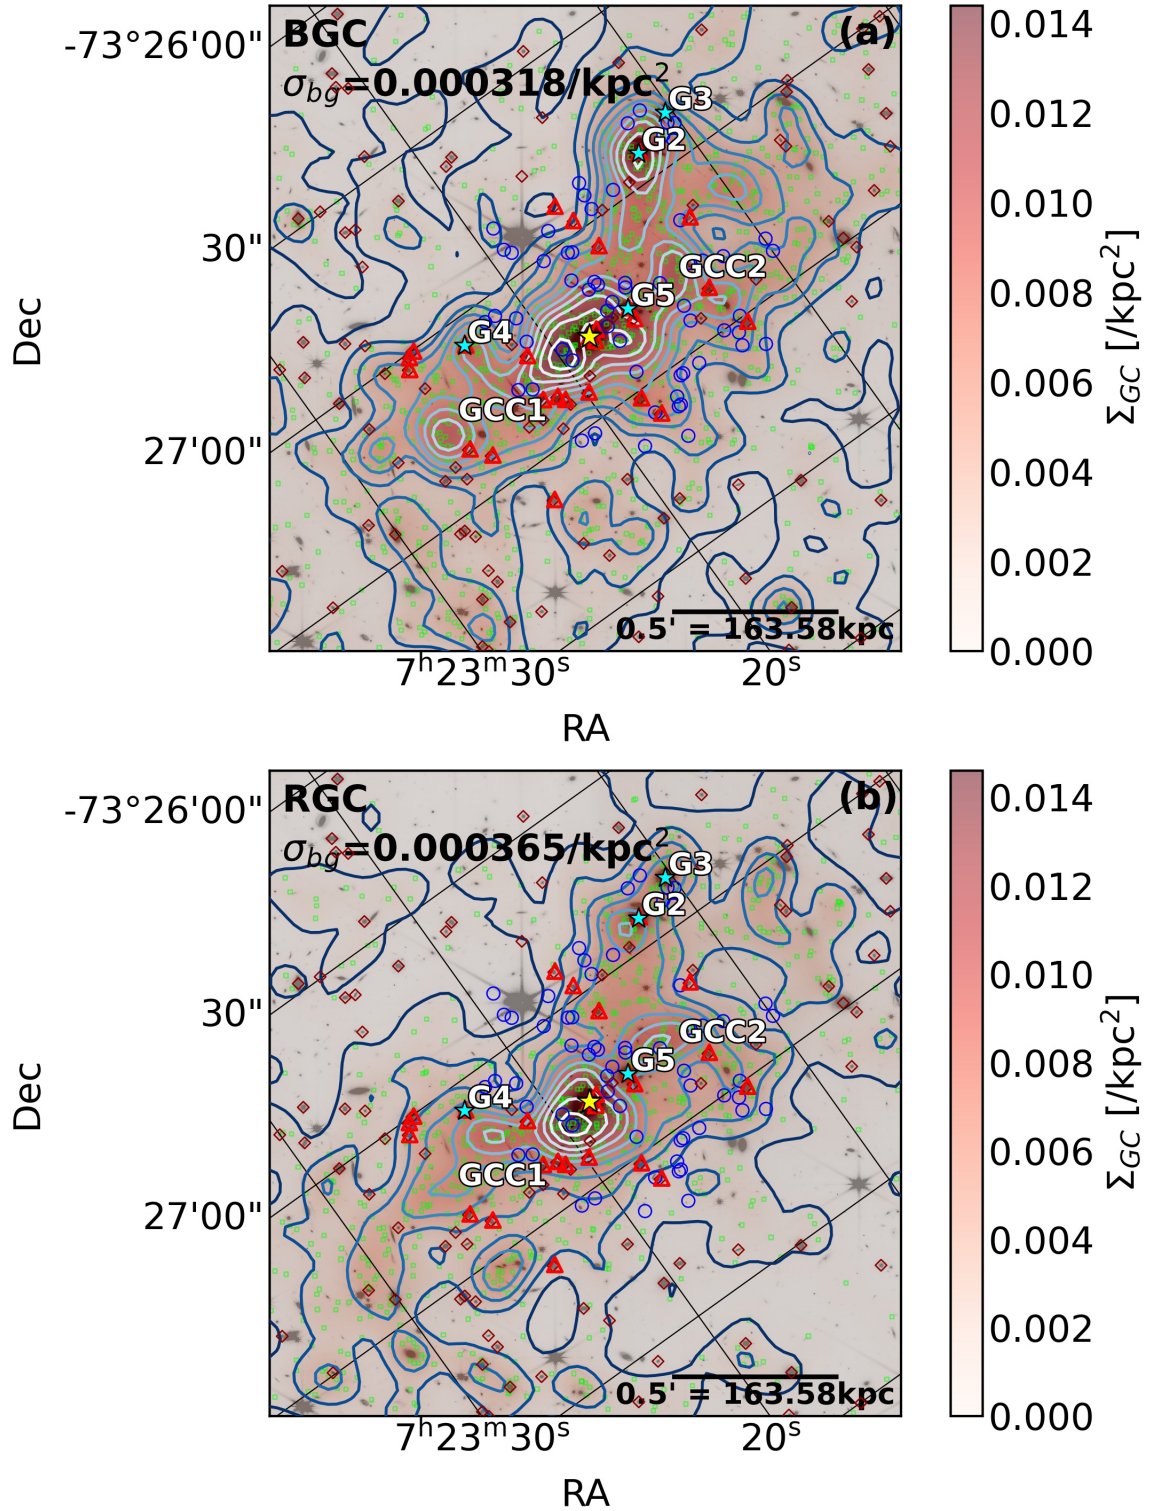 BGC
(a)
σ_bg=0.000318/kpc²
G3
G2
GCC2
G5
G4
GCC1
0.5' = 163.58kpc
-73°26'00"
30"
27'00"
Dec
7ʰ23ᵐ30ˢ
20ˢ
RA
0.014
0.012
0.010
0.008
0.006
0.004
0.002
0.000
Σ_GC [/kpc²]
RGC
(b)
σ_bg=0.000365/kpc²
G3
G2
GCC2
G5
G4
GCC1
0.5' = 163.58kpc
-73°26'00"
30"
27'00"
Dec
7ʰ23ᵐ30ˢ
20ˢ
RA
0.014
0.012
0.010
0.008
0.006
0.004
0.002
0.000
Σ_GC [/kpc²]